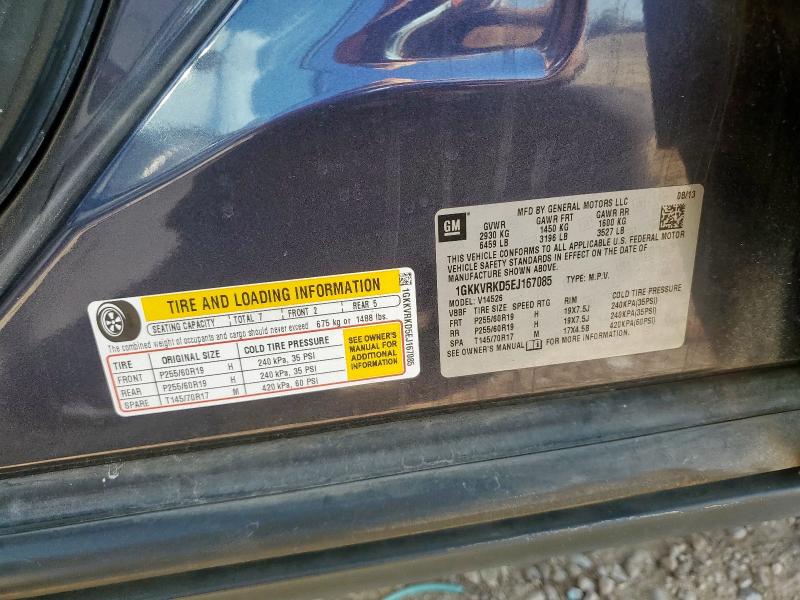 TIRE AND LOADING INFORMATION
SEATING CAPACITY TOTAL 7 FRONT 2 REAR 5
The combined weight of occupants and cargo should never exceed 675 kg or 1488 lbs.
TIRE ORIGINAL SIZE COLD TIRE PRESSURE
FRONT P255/60R19 H 240 kPa, 35 PSI
REAR P255/60R19 H 240 kPa, 35 PSI
SPARE T145/70R17 M 420 kPa, 60 PSI
SEE OWNER'S
MANUAL FOR
ADDITIONAL
INFORMATION
1GKKVRKD5EJ167085
GM
MFD BY GENERAL MOTORS LLC
08/13
GVWR GAWR FRT GAWR RR
2930 KG 1450 KG 1600 KG
6459 LB 3196 LB 3527 LB
THIS VEHICLE CONFORMS TO ALL APPLICABLE U.S. FEDERAL MOTOR
VEHICLE SAFETY STANDARDS IN EFFECT ON THE DATE OF
MANUFACTURE SHOWN ABOVE.
1GKKVRKD5EJ167085 TYPE: M.P.V.
MODEL: V14526
VBBF TIRE SIZE SPEED RTG RIM COLD TIRE PRESSURE
FRT P255/60R19 H 19X7.5J 240KPA(35PSI)
RR P255/60R19 H 19X7.5J 240KPA(35PSI)
SPA T145/70R17 M 17X4.5B 420KPA(60PSI)
SEE OWNER'S MANUAL FOR MORE INFORMATION.